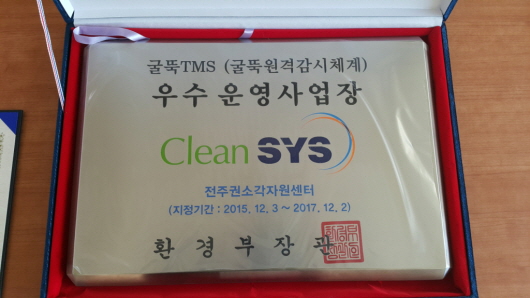 굴뚝TMS (굴뚝원격감시체계)
우수 운영사업장
Clean SYS
전주권소각자원센터
(지정기간 : 2015. 12. 3 ~ 2017. 12. 2)
환경부장관